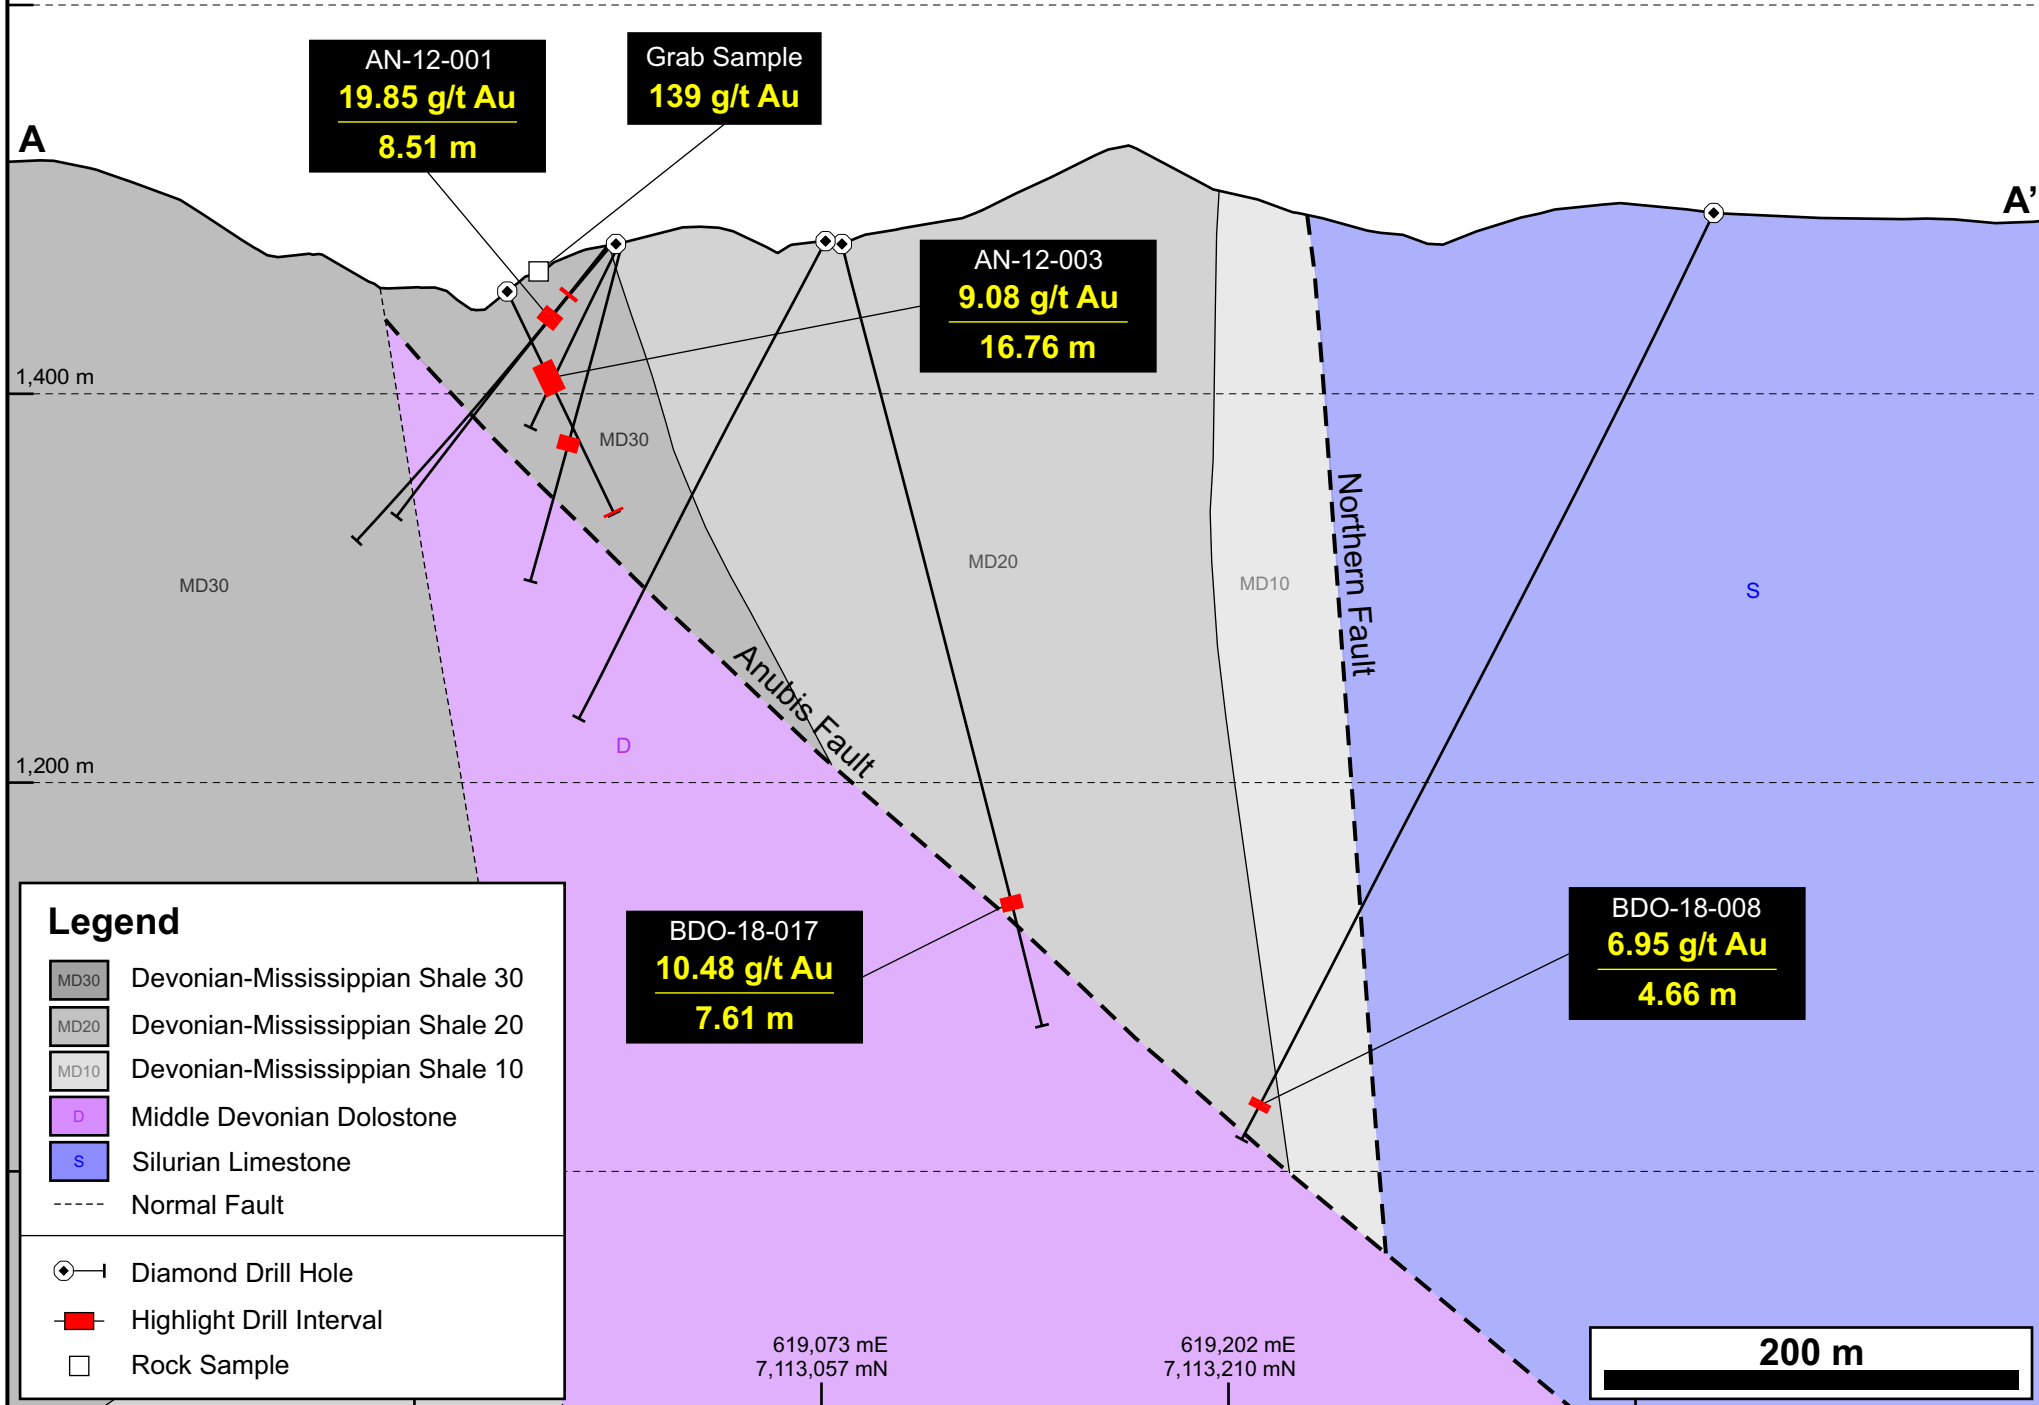 AN-12-001
19.85 g/t Au
8.51 m
Grab Sample
139 g/t Au
A
A’
AN-12-003
9.08 g/t Au
16.76 m
1,400 m
MD30
MD30
MD20
MD10
S
Northern Fault
Anubis Fault
D
1,200 m
BDO-18-017
10.48 g/t Au
7.61 m
BDO-18-008
6.95 g/t Au
4.66 m
Legend
MD30 Devonian-Mississippian Shale 30
MD20 Devonian-Mississippian Shale 20
MD10 Devonian-Mississippian Shale 10
D Middle Devonian Dolostone
S Silurian Limestone
Normal Fault
Diamond Drill Hole
Highlight Drill Interval
Rock Sample
619,073 mE
7,113,057 mN
619,202 mE
7,113,210 mN
200 m